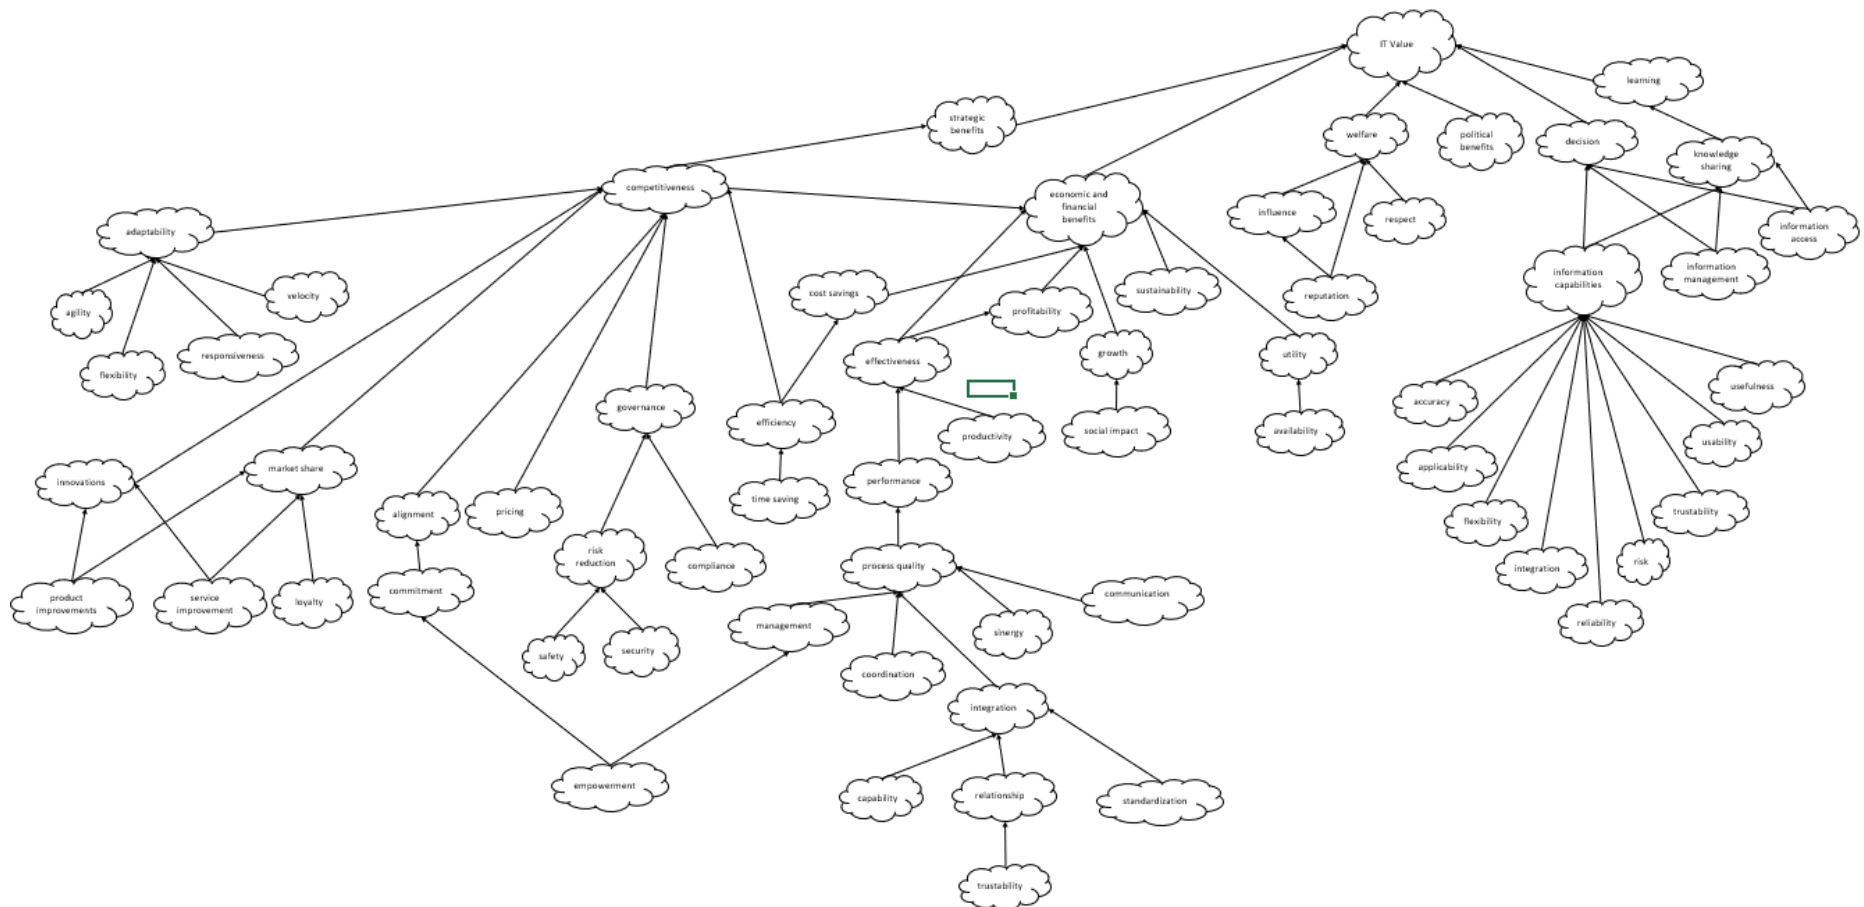 IT Value
learning
strategic
benefits
welfare
political
benefits
decision
knowledge
sharing
competitiveness
economic and
financial
benefits
influence
respect
information
access
adaptability
information
capabilities
information
management
velocity
cost savings
sustainability
reputation
agility
profitability
responsiveness
effectiveness
growth
utility
flexibility
usefulness
governance
accuracy
efficiency
productivity
social impact
availability
usability
innovations
market share
applicability
performance
time saving
alignment
pricing
flexibility
trustability
risk
reduction
compliance
process quality
integration
risk
product
improvements
service
improvement
loyalty
commitment
communication
management
sinergy
reliability
safety
security
coordination
integration
empowerment
capability
relationship
standardization
trustability